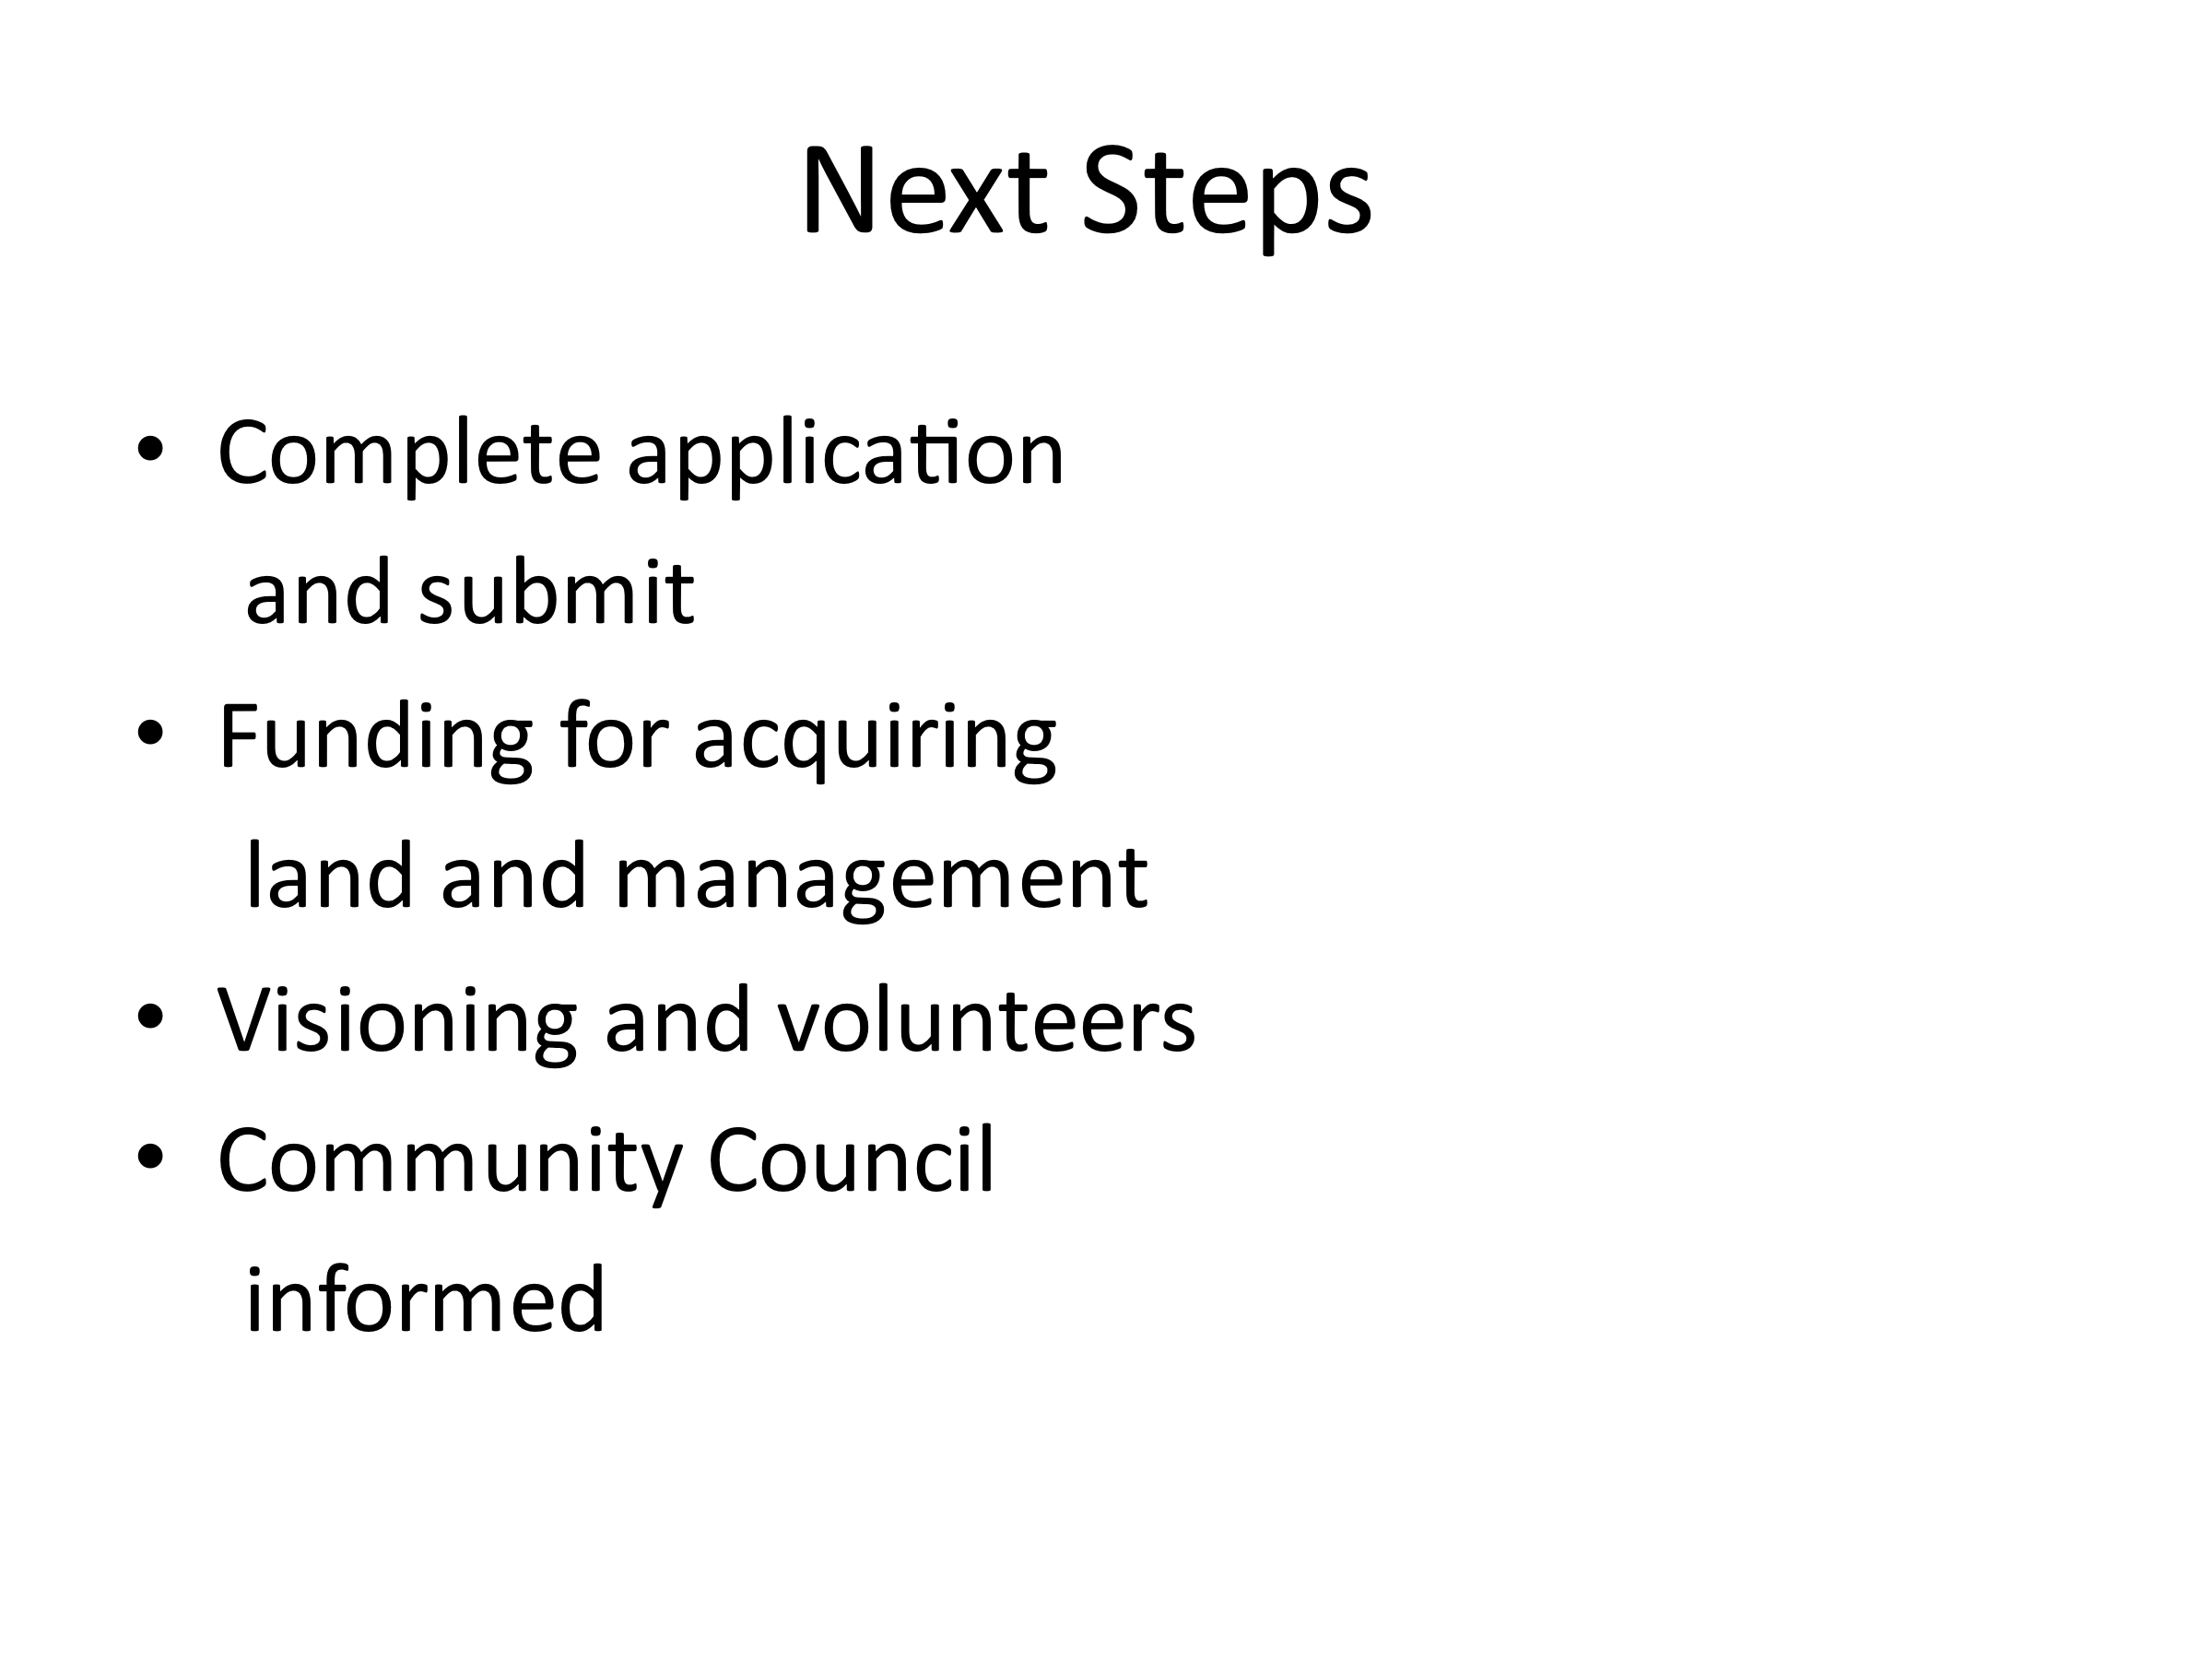 Next Steps
• Complete application
and submit
• Funding for acquiring
land and management
• Visioning and volunteers
• Community Council
informed